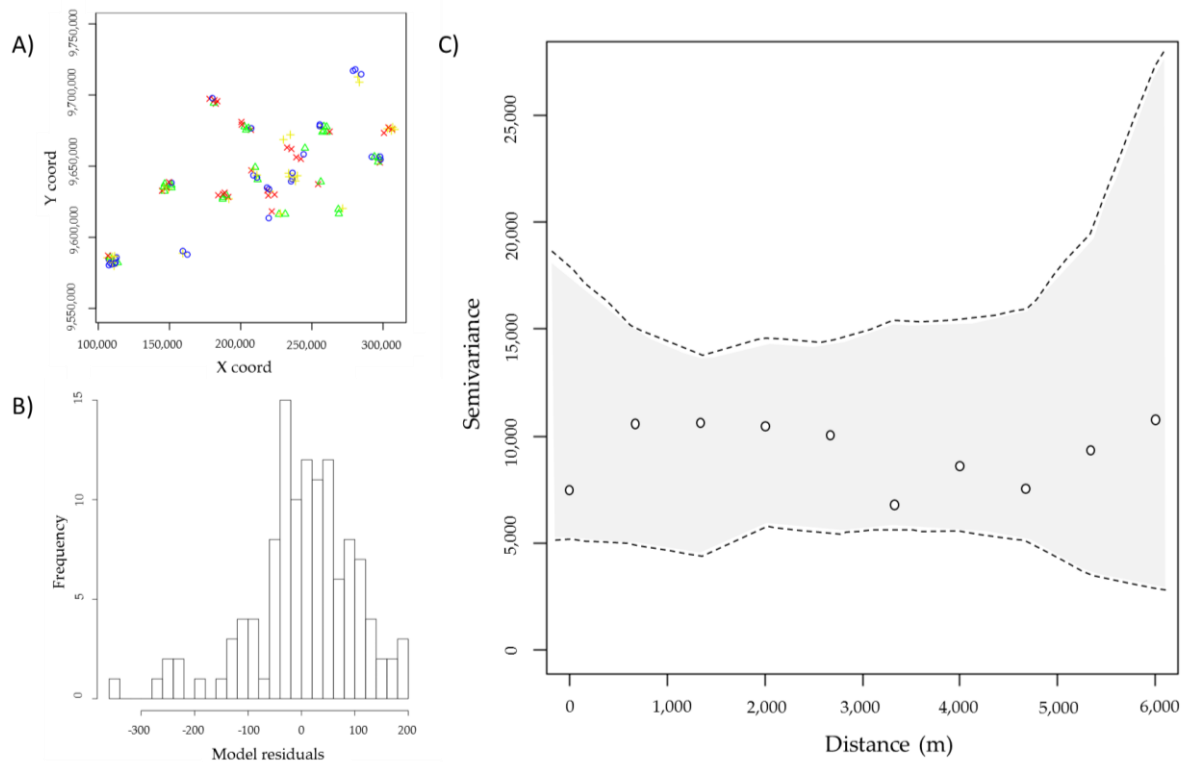 A)
9,750,000
9,700,000
9,650,000
9,600,000
9,550,000
Y coord
100,000 150,000 200,000 250,000 300,000
X coord
B)
15
10
5
0
Frequency
-300 -200 -100 0 100 200
Model residuals
C)
25,000
20,000
15,000
10,000
5,000
0
Semivariance
0 1,000 2,000 3,000 4,000 5,000 6,000
Distance (m)